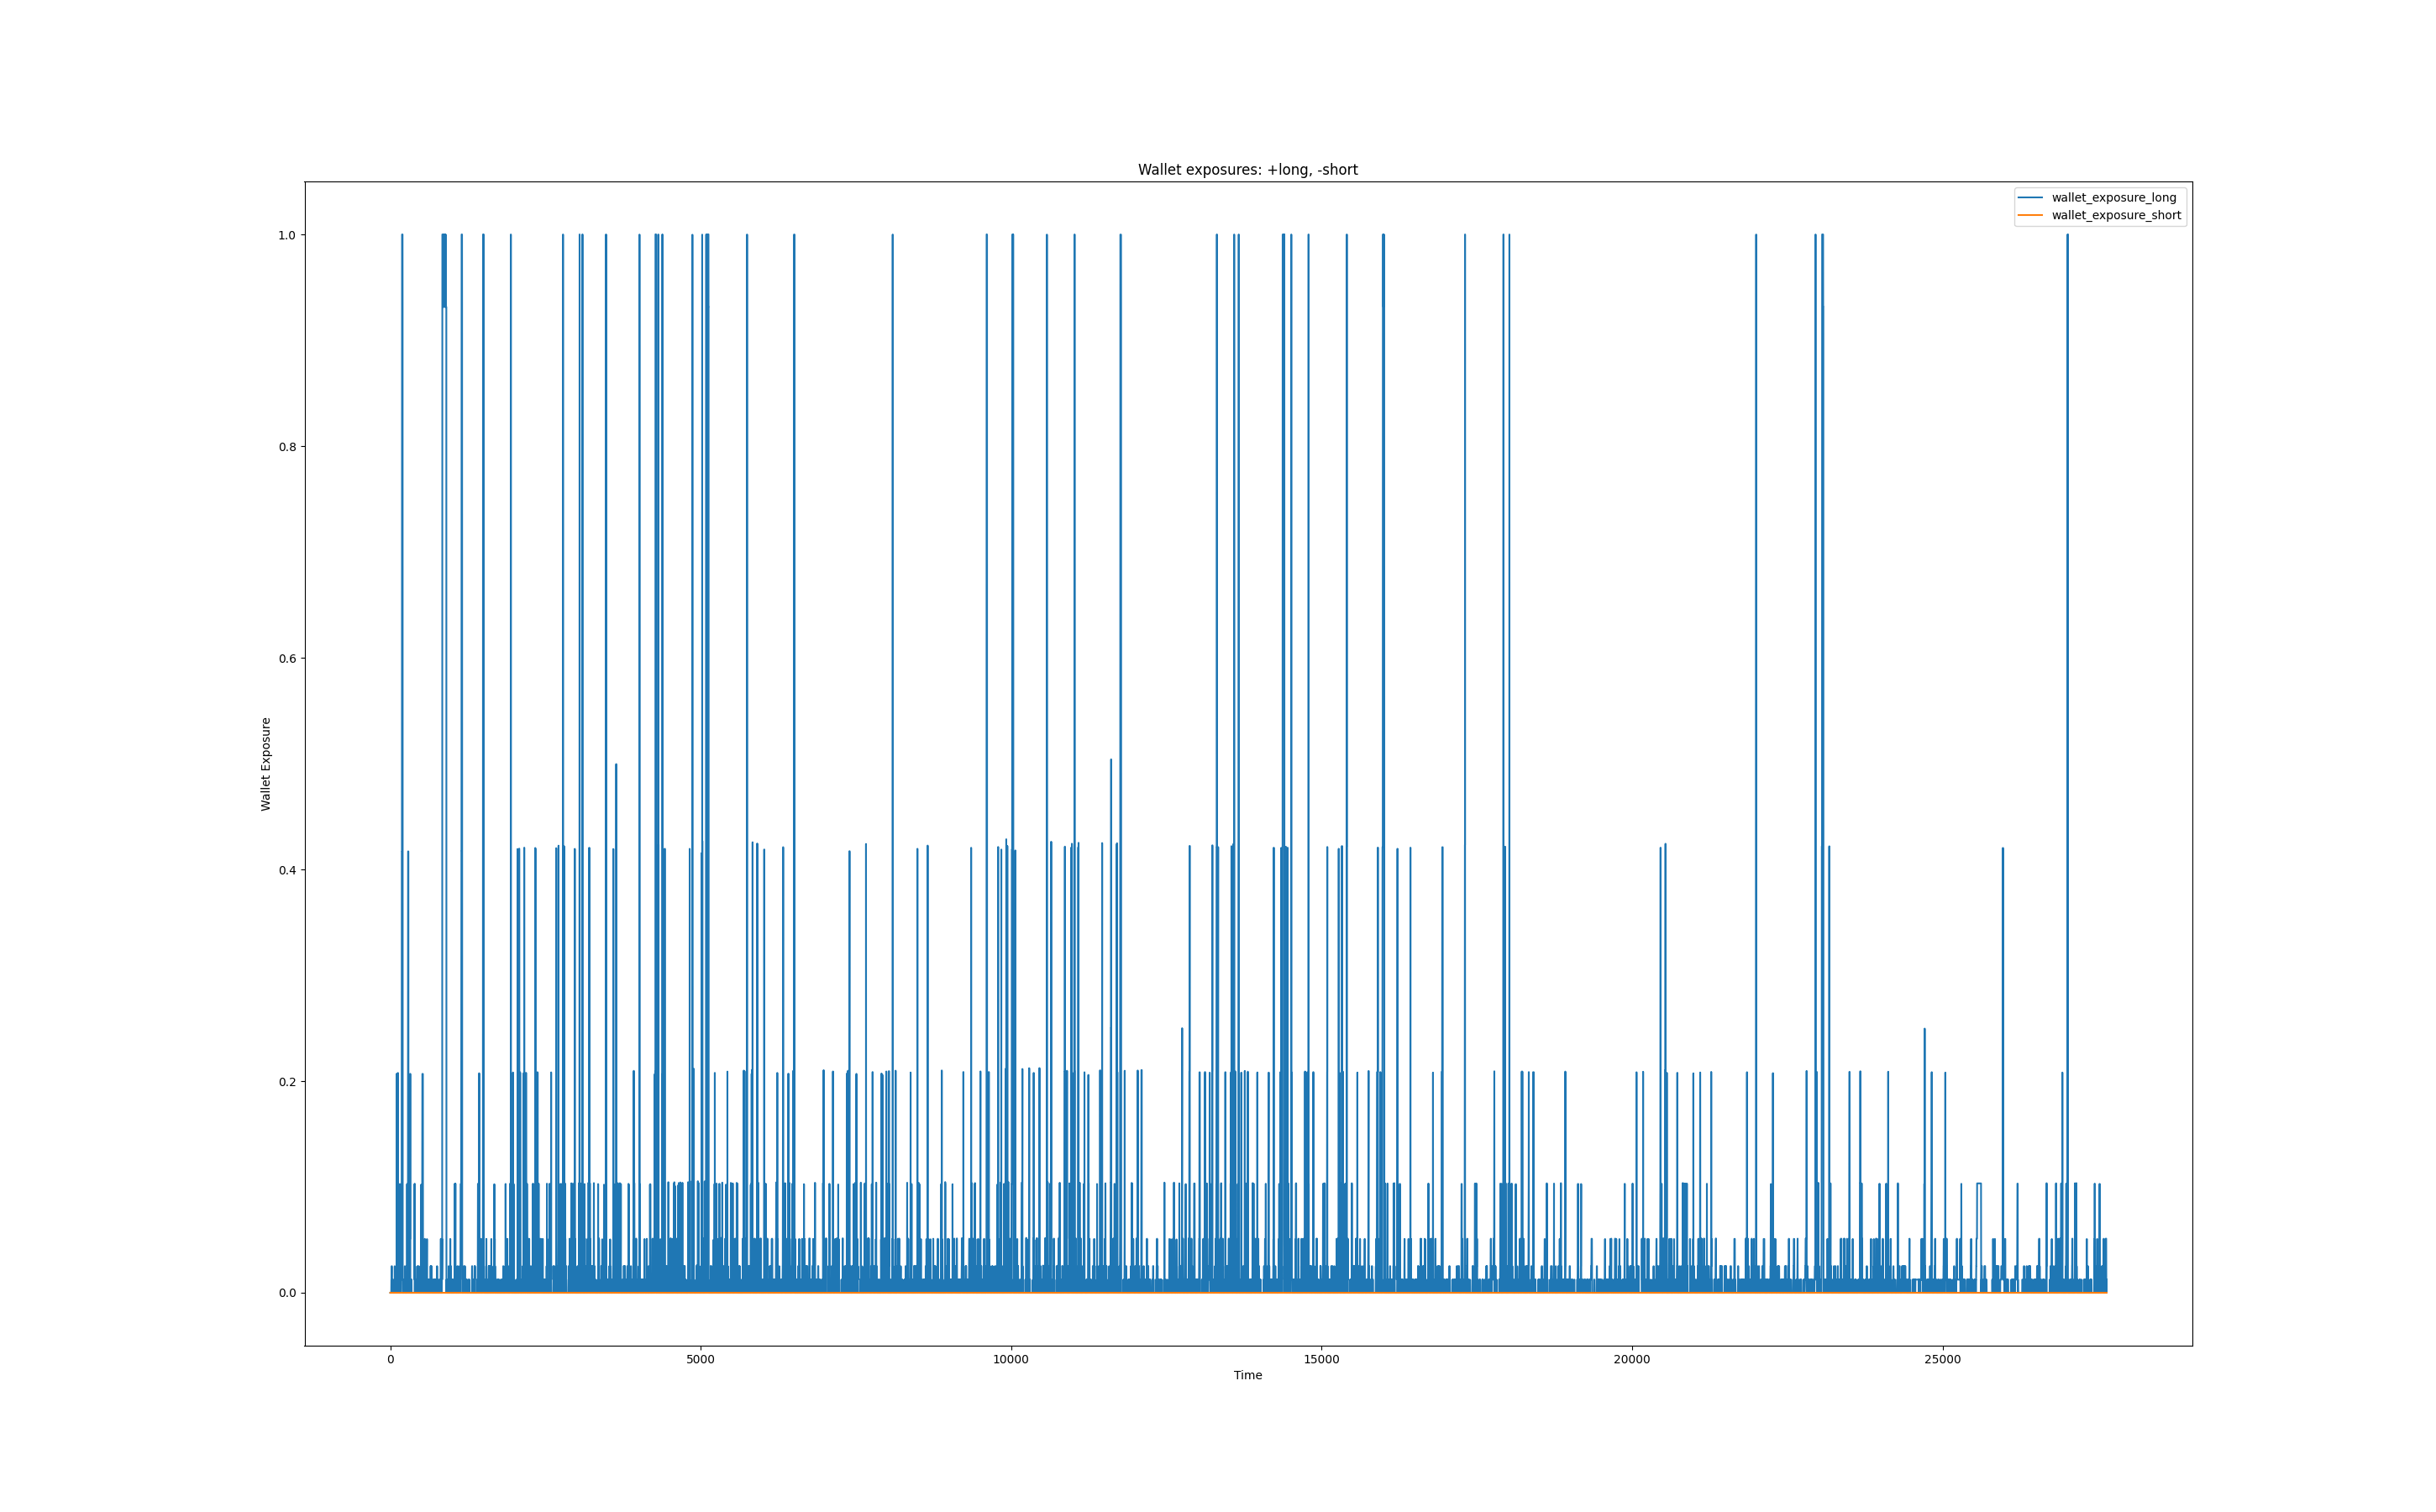 Wallet exposures: +long, -short
wallet_exposure_long
wallet_exposure_short
1.0
0.8
0.6
0.4
0.2
0.0
Wallet Exposure
0 5000 10000 15000 20000 25000
Time